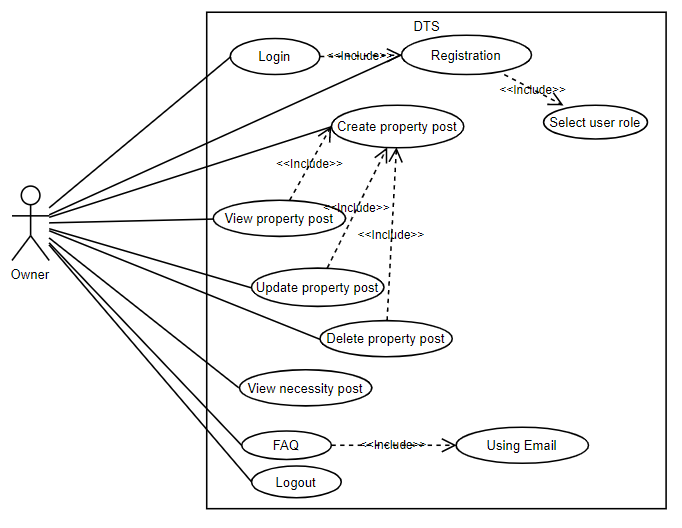 DTS
Login
<<Include>>
Registration
<<Include>>
Select user role
Create property post
<<Include>>
View property post
<<Include>>
<<Include>>
Owner
Update property post
Delete property post
View necessity post
FAQ
<<Include>>
Using Email
Logout